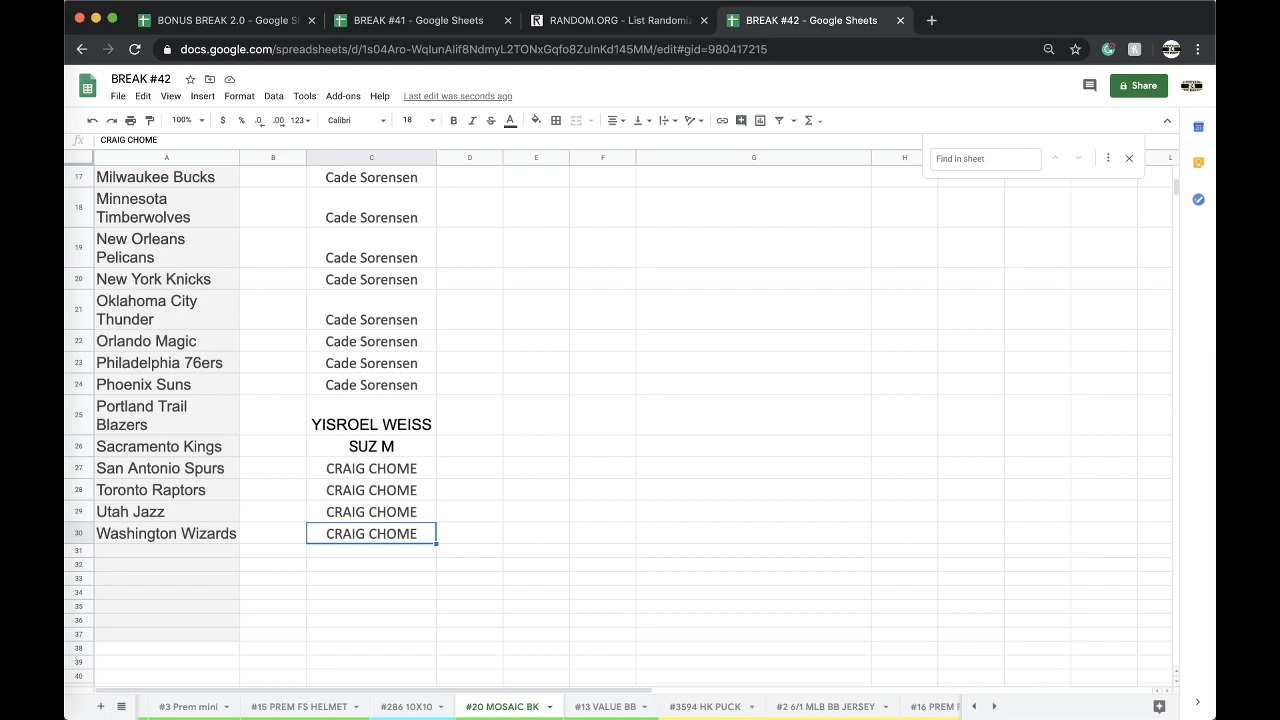 BONUS BREAK 2.0 - Google S
BREAK #41 - Google Sheets
RANDOM.ORG - List Randomi
BREAK #42 - Google Sheets
docs.google.com/spreadsheets/d/1s04Aro-WqlunAlif8NdmyL2TONxGqfo8ZulnKd145MM/edit#gid=980417215
BREAK #42
File Edit View Insert Format Data Tools Add-ons Help Last edit was seconds ago
Share
100% $ % .0 .00 123 Calibri 18 B I S A
fx CRAIG CHOME
Find in sheet
A B C D E F G H L
17 Milwaukee Bucks Cade Sorensen
18 Minnesota
Timberwolves Cade Sorensen
19 New Orleans
Pelicans Cade Sorensen
20 New York Knicks Cade Sorensen
21 Oklahoma City
Thunder Cade Sorensen
22 Orlando Magic Cade Sorensen
23 Philadelphia 76ers Cade Sorensen
24 Phoenix Suns Cade Sorensen
25 Portland Trail
Blazers YISROEL WEISS
26 Sacramento Kings SUZ M
27 San Antonio Spurs CRAIG CHOME
28 Toronto Raptors CRAIG CHOME
29 Utah Jazz CRAIG CHOME
30 Washington Wizards CRAIG CHOME
31
32
33
34
35
36
37
38
39
40
#3 Prem mini #15 PREM FS HELMET #286 10X10 #20 MOSAIC BK #13 VALUE BB #3594 HK PUCK #2 6/1 MLB BB JERSEY #16 PREM F